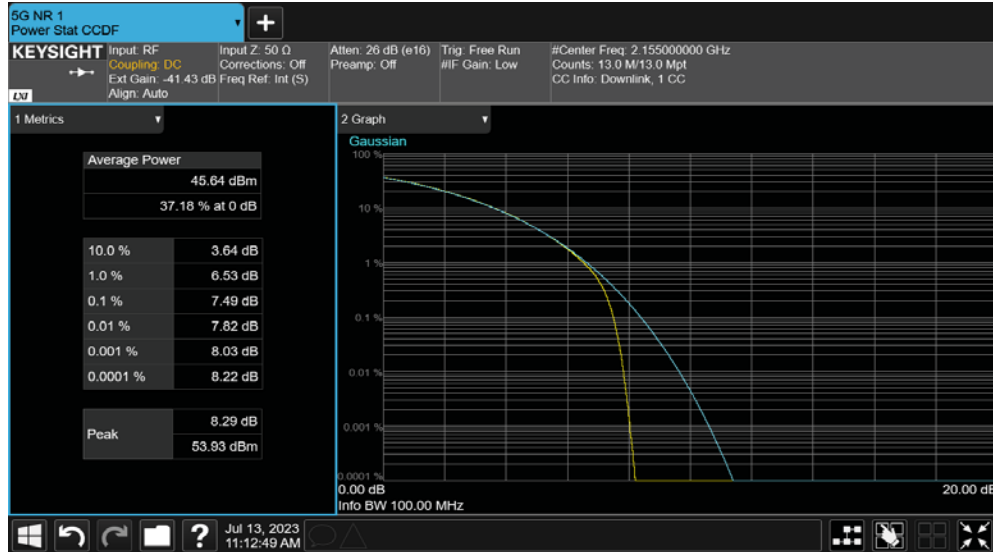 5G NR 1
Power Stat CCDF
KEYSIGHT
LXI
Input: RF
Coupling: DC
Ext Gain: -41.43 dB
Align: Auto
Input Z: 50 Ω
Corrections: Off
Freq Ref: Int (S)
Atten: 26 dB (e16)
Preamp: Off
Trig: Free Run
#IF Gain: Low
#Center Freq: 2.155000000 GHz
Counts: 13.0 M/13.0 Mpt
CC Info: Downlink, 1 CC
1 Metrics
Average Power
45.64 dBm
37.18 % at 0 dB
10.0 % 3.64 dB
1.0 % 6.53 dB
0.1 % 7.49 dB
0.01 % 7.82 dB
0.001 % 8.03 dB
0.0001 % 8.22 dB
Peak
8.29 dB
53.93 dBm
2 Graph
Gaussian
100 %
10 %
1 %
0.1 %
0.01 %
0.001 %
0.0001 %
0.00 dB 20.00 dB
Info BW 100.00 MHz
?
Jul 13, 2023
11:12:49 AM